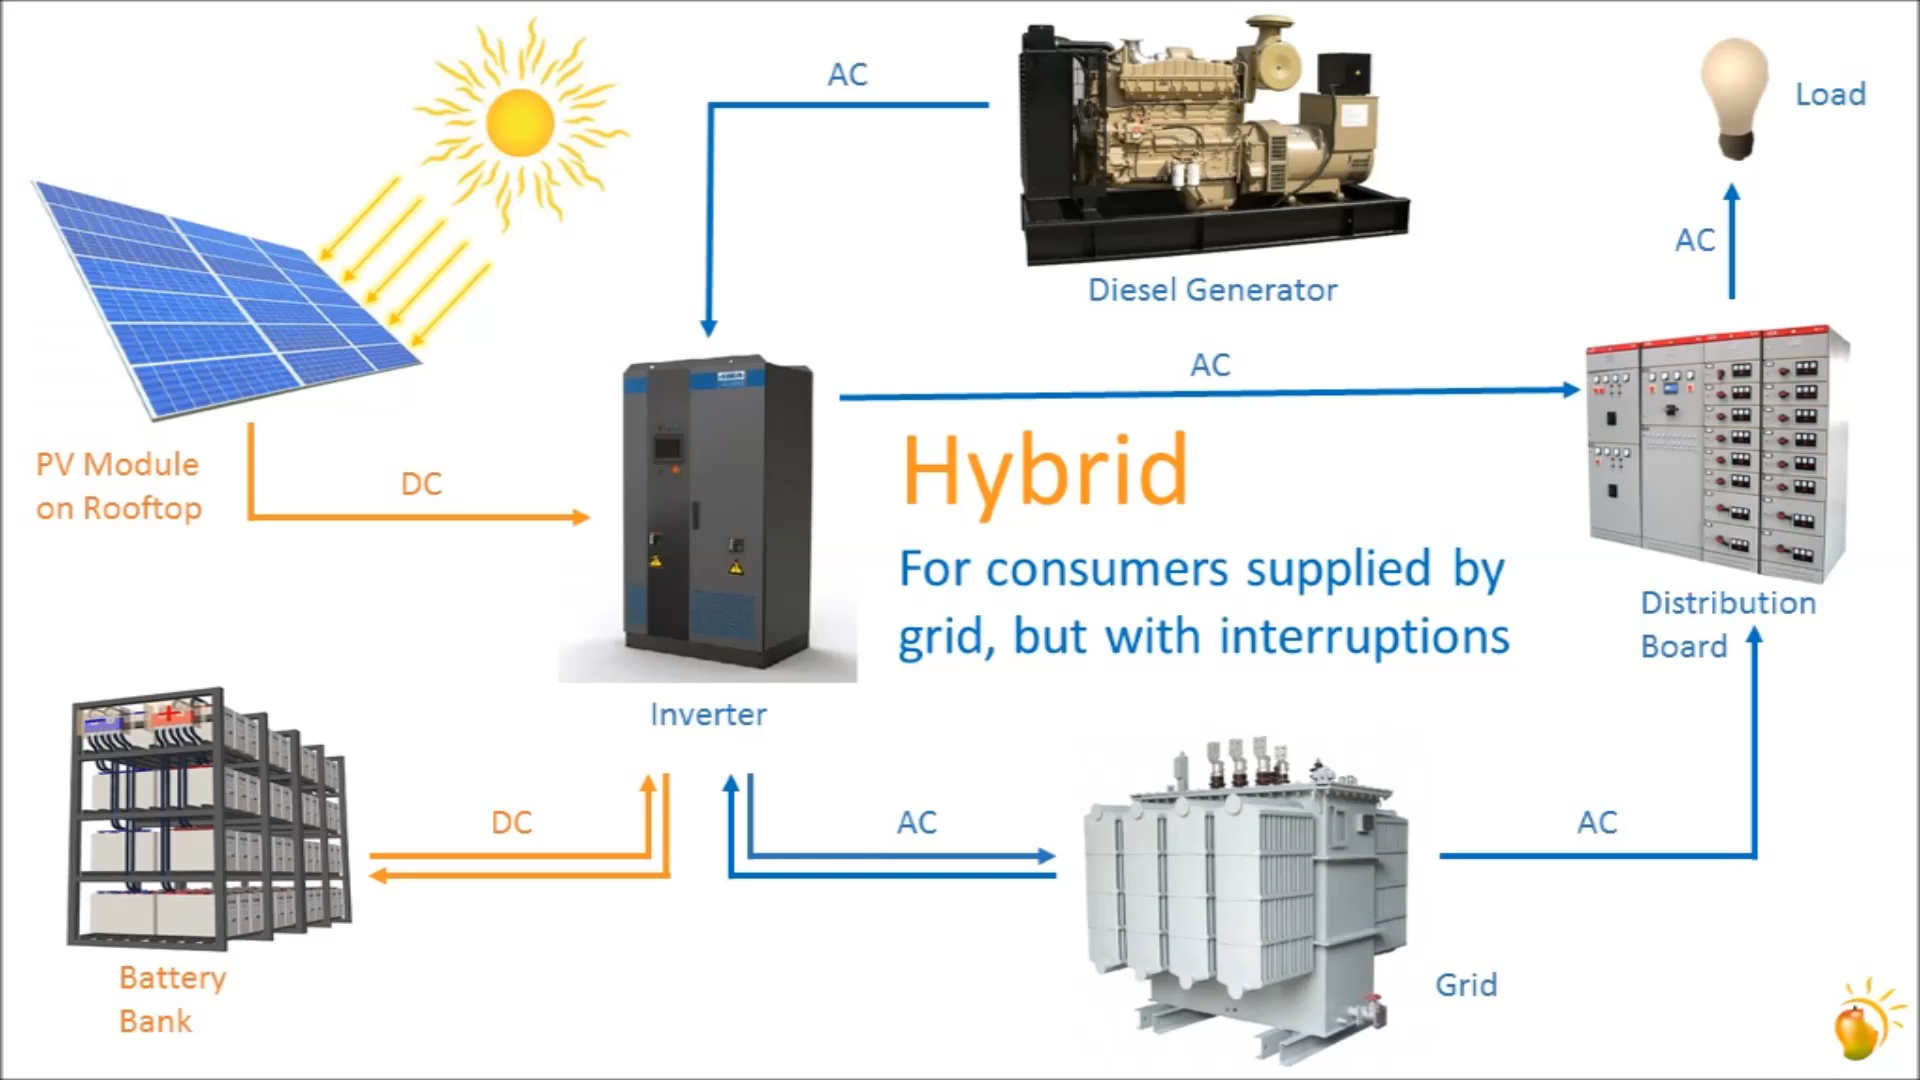 AC
Load
Diesel Generator
AC
AC
PV Module
on Rooftop
DC
Hybrid
For consumers supplied by
grid, but with interruptions
Distribution
Board
Inverter
DC
AC
AC
Battery
Bank
Grid